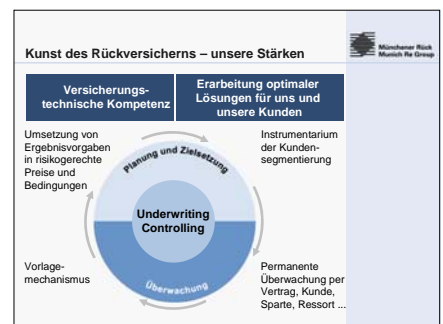 Kunst des Rückversicherns – unsere Stärken
Münchener Rück
Munich Re Group
Versicherungs-
technische Kompetenz
Erarbeitung optimaler
Lösungen für uns und
unsere Kunden
Umsetzung von
Ergebnisvorgaben
in risikogerechte
Preise und
Bedingungen
Instrumentarium
der Kunden-
segmentierung
Planung und Zielsetzung
Underwriting
Controlling
Überwachung
Vorlage-
mechanismus
Permanente
Überwachung per
Vertrag, Kunde,
Sparte, Ressort ...